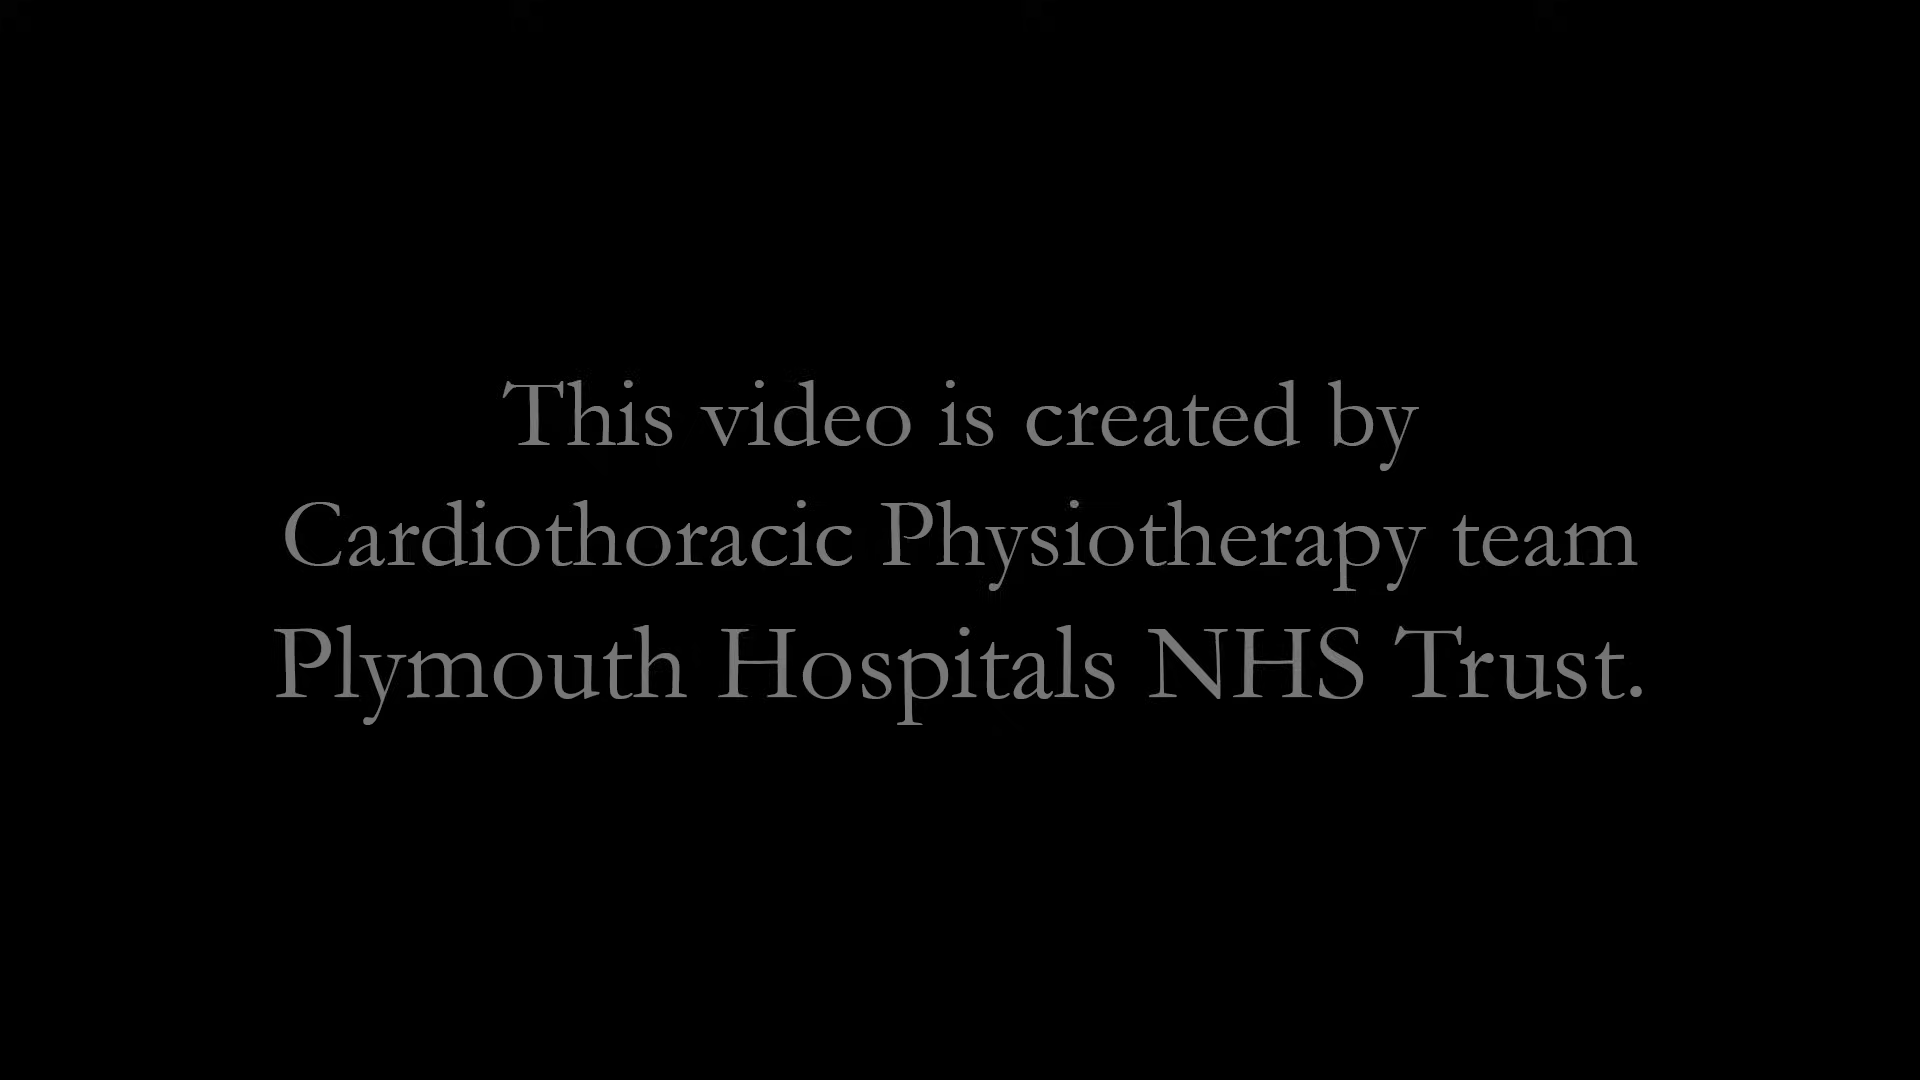 This video is created by
Cardiothoracic Physiotherapy team
Plymouth Hospitals NHS Trust.